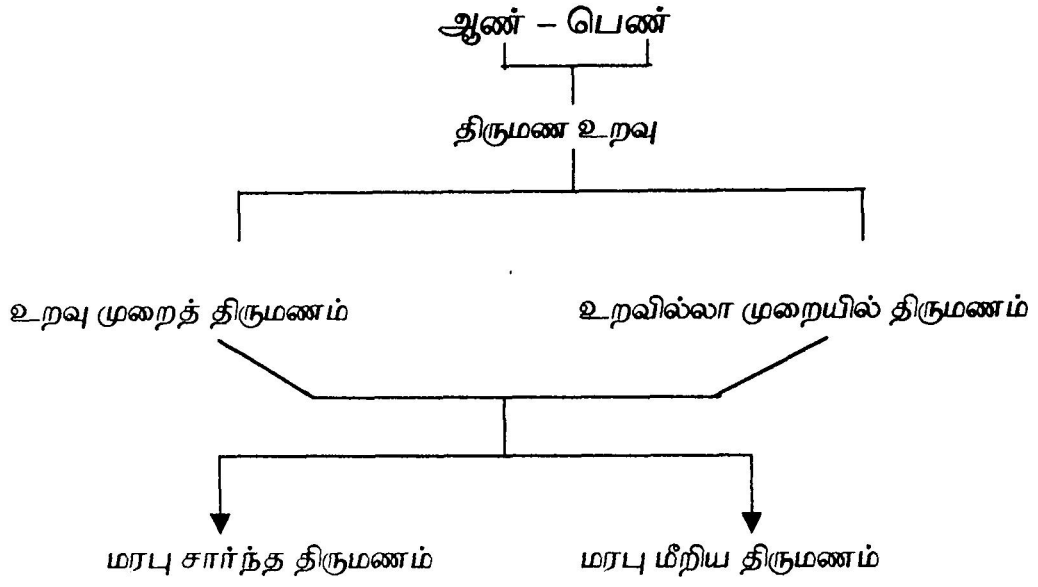 ஆண் – பெண்
திருமண உறவு
உறவு முறைத் திருமணம்
உறவில்லா முறையில் திருமணம்
மரபு சார்ந்த திருமணம்
மரபு மீறிய திருமணம்